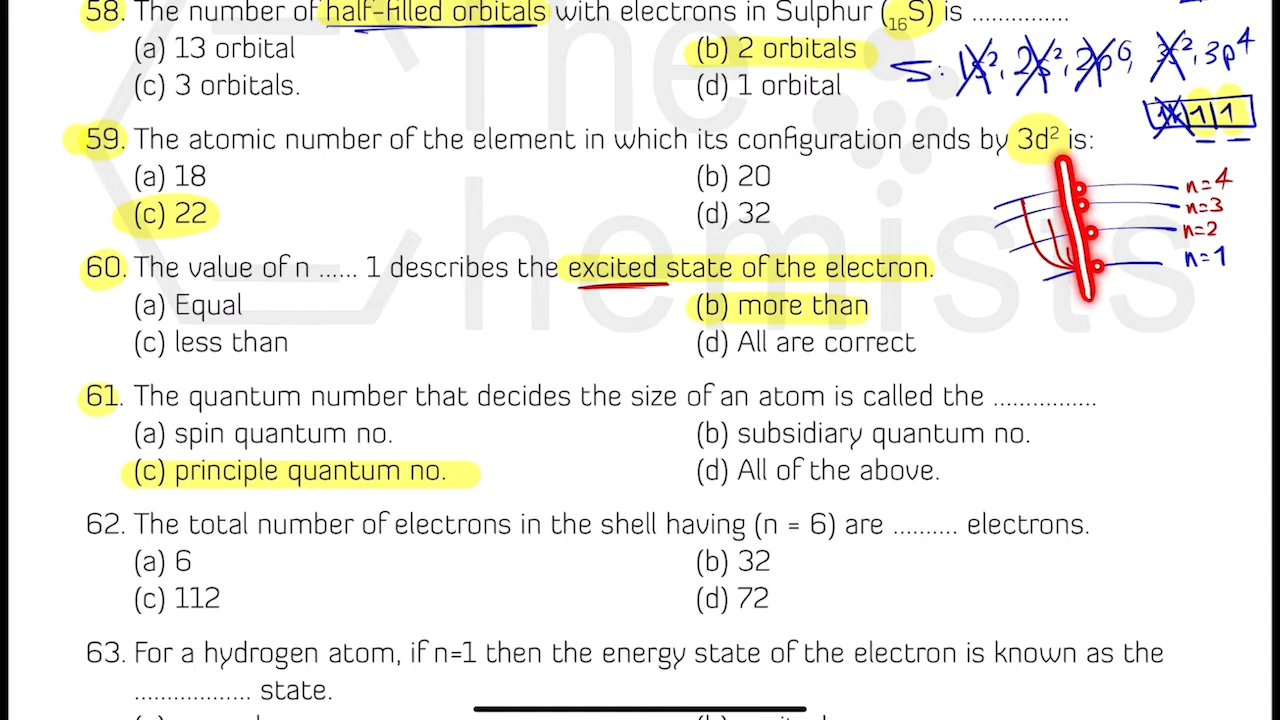 58. The number of half-filled orbitals with electrons in Sulphur (₁₆S) is ...............
(a) 13 orbital
(b) 2 orbitals
(c) 3 orbitals.
(d) 1 orbital
S: 1s², 2s², 2p⁶, 3s², 3p⁴
59. The atomic number of the element in which its configuration ends by 3d² is:
(a) 18
(b) 20
(c) 22
(d) 32
n=4
n=3
n=2
n=1
60. The value of n ...... 1 describes the excited state of the electron.
(a) Equal
(b) more than
(c) less than
(d) All are correct
61. The quantum number that decides the size of an atom is called the ................
(a) spin quantum no.
(b) subsidiary quantum no.
(c) principle quantum no.
(d) All of the above.
62. The total number of electrons in the shell having (n = 6) are .......... electrons.
(a) 6
(b) 32
(c) 112
(d) 72
63. For a hydrogen atom, if n=1 then the energy state of the electron is known as the
.................. state.
The
Chemists